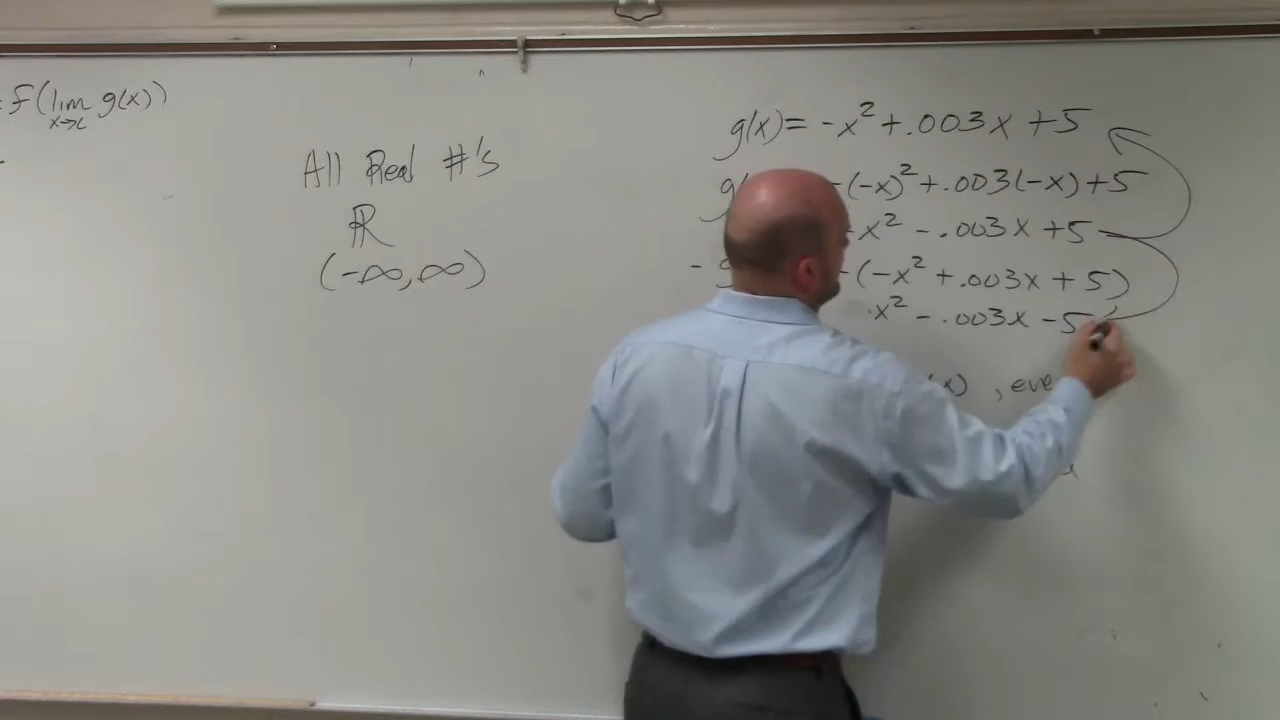 = f(lim g(x))
x→c
All Real #'s
ℝ
(-∞,∞)
g(x)= -x²+.003x+5
-(-x)²+.003(-x)+5
x² - .003x+5
-(-x²+.003x+5)
x² - .003x -5
(x) , eve
x